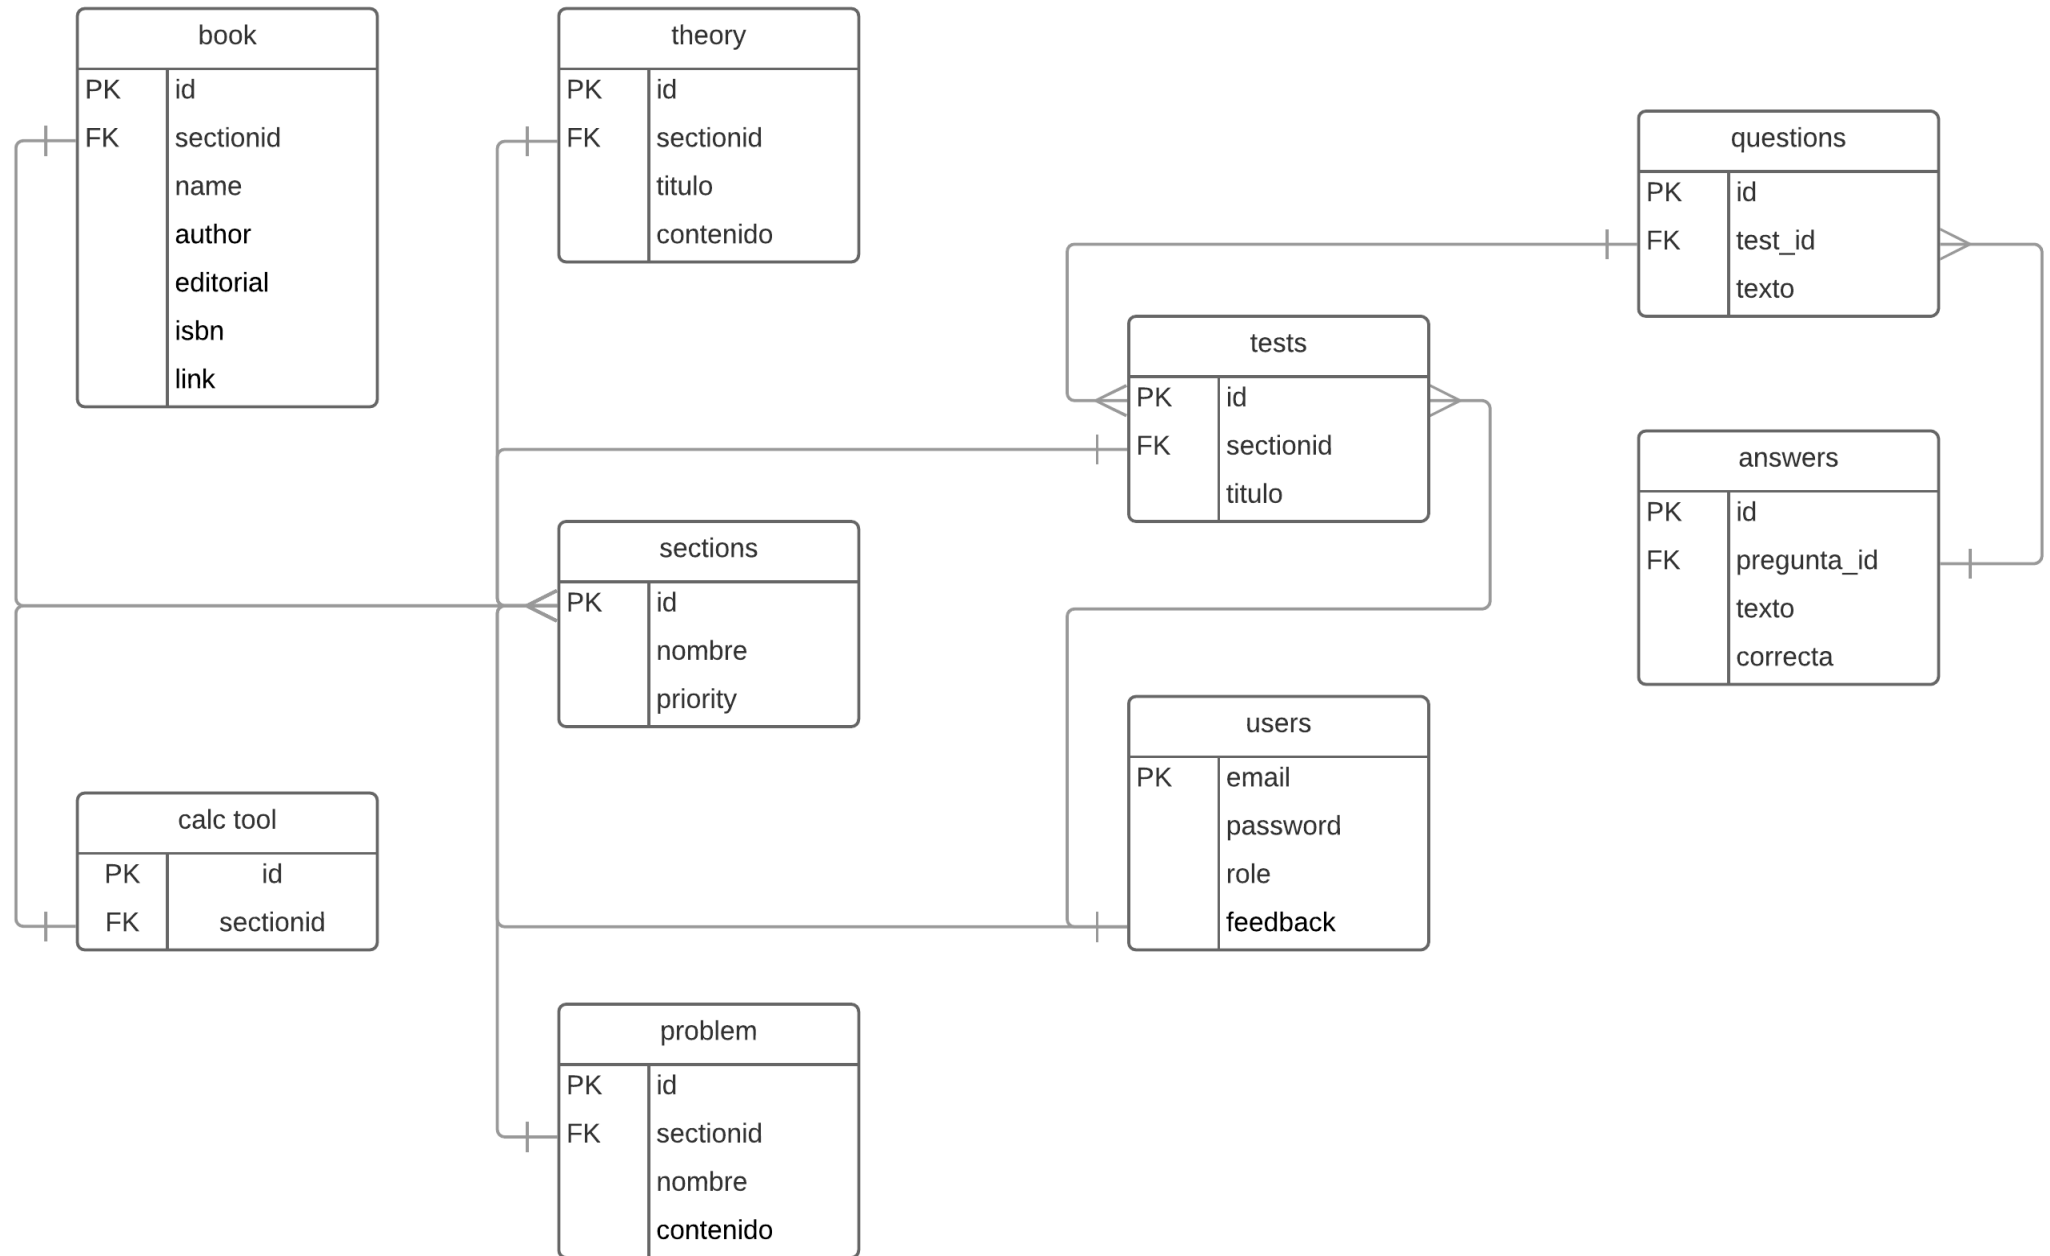 book
PK id
FK sectionid
name
author
editorial
isbn
link
theory
PK id
FK sectionid
titulo
contenido
questions
PK id
FK test_id
texto
tests
PK id
FK sectionid
titulo
answers
PK id
FK pregunta_id
texto
correcta
sections
PK id
nombre
priority
users
PK email
password
role
feedback
calc tool
PK id
FK sectionid
problem
PK id
FK sectionid
nombre
contenido